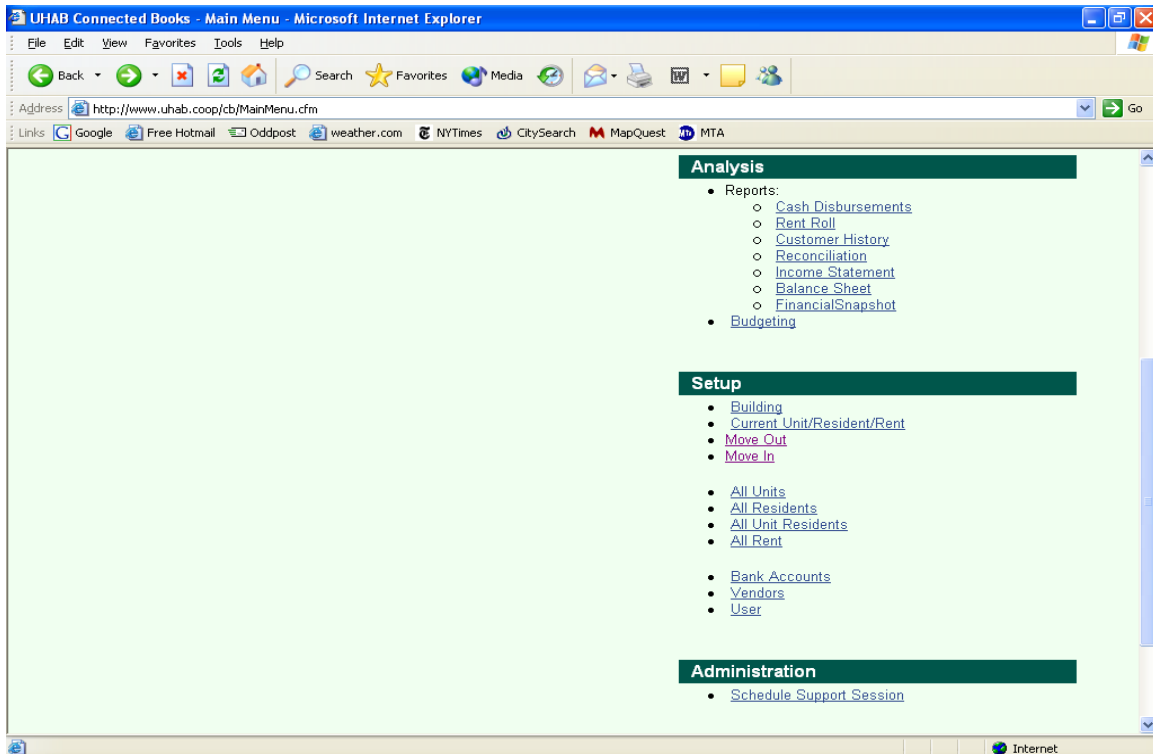 UHAB Connected Books - Main Menu - Microsoft Internet Explorer
File Edit View Favorites Tools Help
Back Search Favorites Media
Address http://www.uhab.coop/cb/MainMenu.cfm Go
Links Google Free Hotmail Oddpost weather.com NYTimes CitySearch MapQuest MTA
Analysis
Reports:
Cash Disbursements
Rent Roll
Customer History
Reconciliation
Income Statement
Balance Sheet
FinancialSnapshot
Budgeting
Setup
Building
Current Unit/Resident/Rent
Move Out
Move In
All Units
All Residents
All Unit Residents
All Rent
Bank Accounts
Vendors
User
Administration
Schedule Support Session
Internet